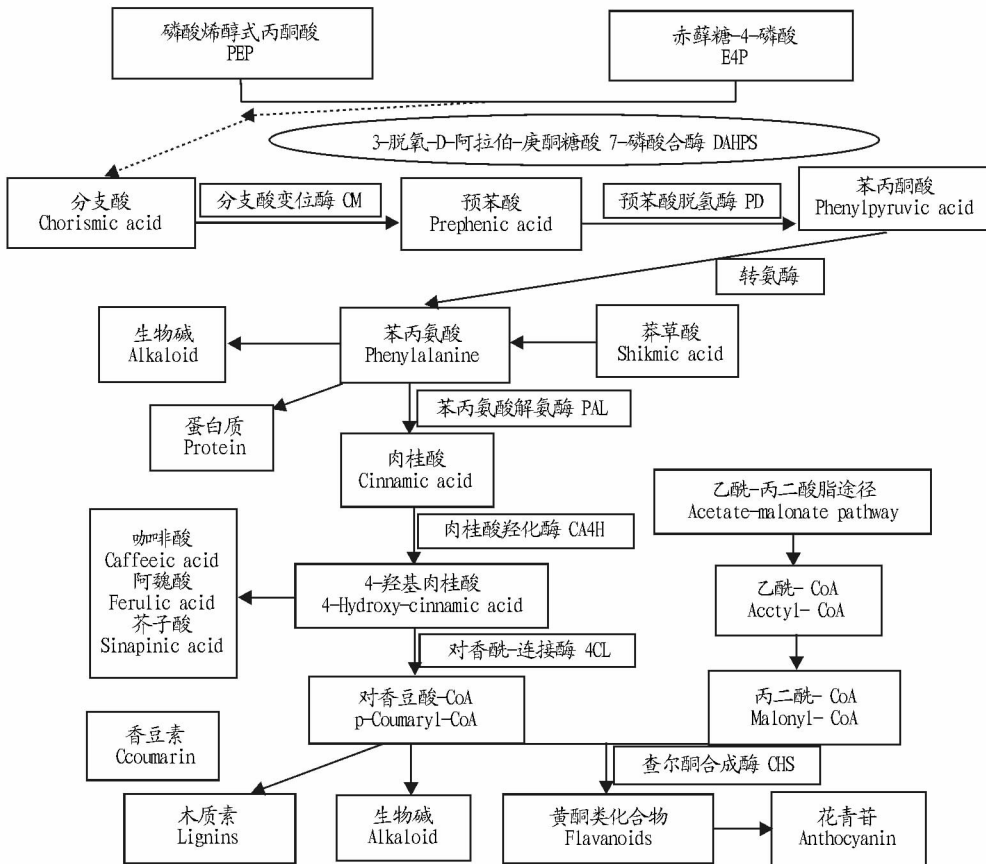 磷酸烯醇式丙酮酸
PEP
赤藓糖-4-磷酸
E4P
3-脱氧-D-阿拉伯-庚酮糖酸 7-磷酸合酶 DAHPS
分支酸
Chorismic acid
分支酸变位酶 CM
预苯酸
Prephenic acid
预苯酸脱氢酶 PD
苯丙酮酸
Phenylpyruvic acid
转氨酶
生物碱
Alkaloid
苯丙氨酸
Phenylalanine
莽草酸
Shikmic acid
蛋白质
Protein
苯丙氨酸解氨酶 PAL
肉桂酸
Cinnamic acid
乙酰-丙二酸脂途径
Acetate-malonate pathway
肉桂酸羟化酶 CA4H
咖啡酸
Caffeeic acid
阿魏酸
Ferulic acid
芥子酸
Sinapinic acid
4-羟基肉桂酸
4-Hydroxy-cinnamic acid
乙酰- CoA
Acctyl- CoA
对香酰-连接酶 4CL
对香豆酸-CoA
p-Coumaryl-CoA
丙二酰- CoA
Malonyl- CoA
香豆素
Ccoumarin
查尔酮合成酶 CHS
木质素
Lignins
生物碱
Alkaloid
黄酮类化合物
Flavanoids
花青苷
Anthocyanin